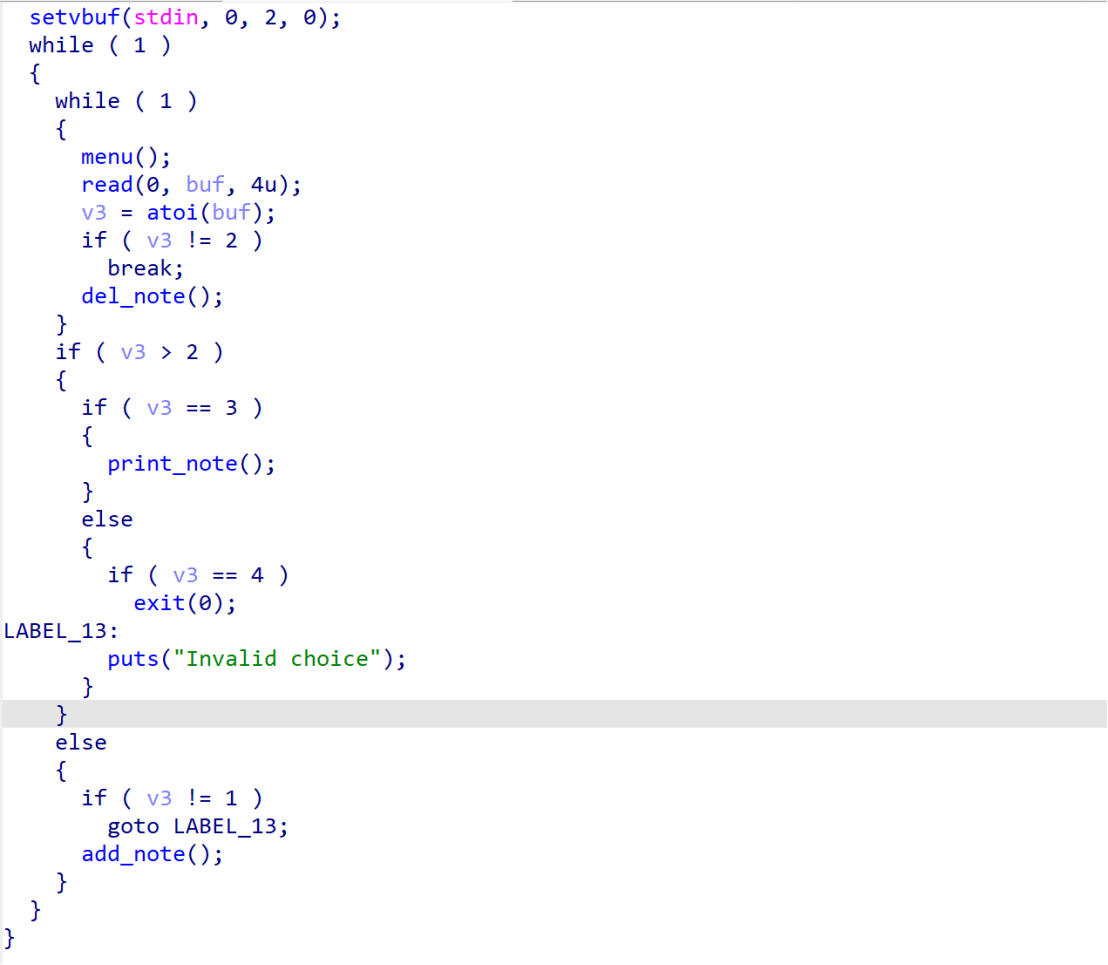 setvbuf(stdin, 0, 2, 0);
while ( 1 )
{
while ( 1 )
{
menu();
read(0, buf, 4u);
v3 = atoi(buf);
if ( v3 != 2 )
break;
del_note();
}
if ( v3 > 2 )
{
if ( v3 == 3 )
{
print_note();
}
else
{
if ( v3 == 4 )
exit(0);
LABEL_13:
puts("Invalid choice");
}
}
else
{
if ( v3 != 1 )
goto LABEL_13;
add_note();
}
}
}